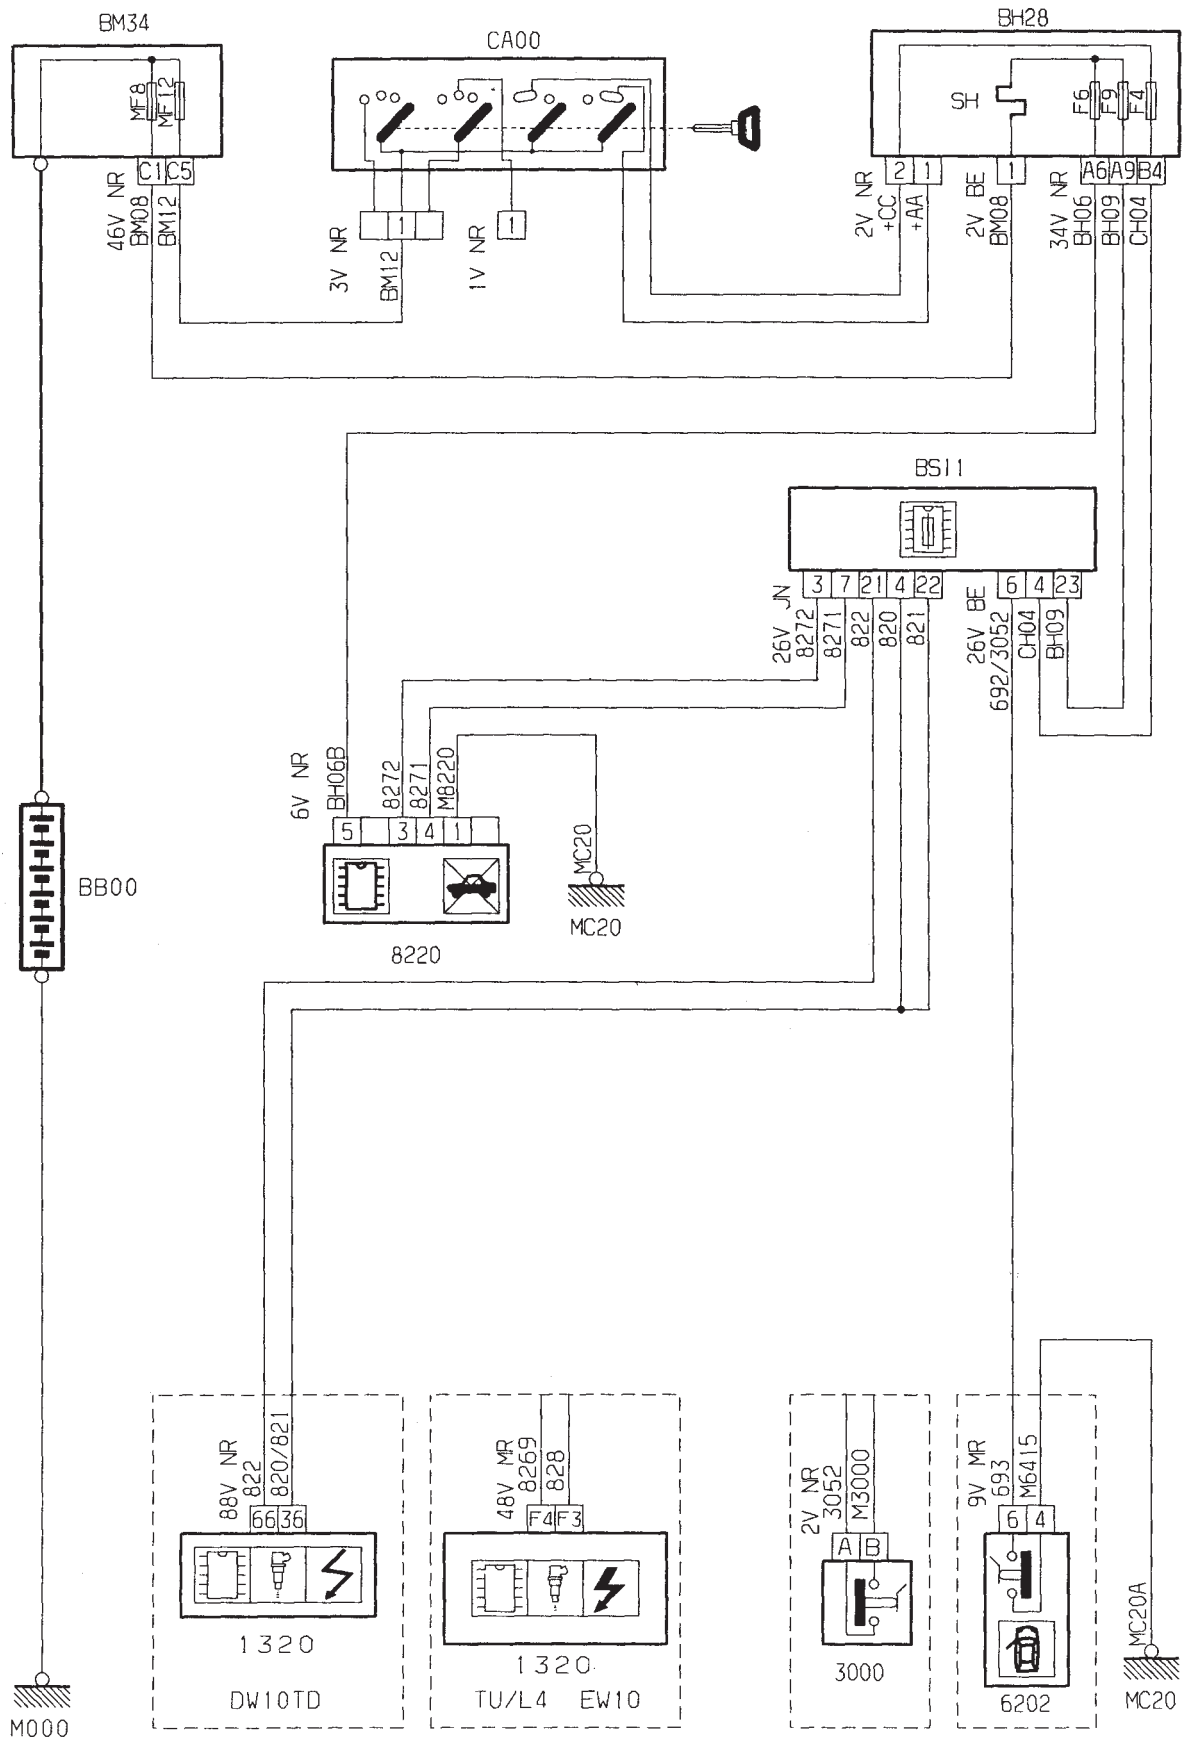 BM34
CA00
BH28
MF8
MF12
SH
F6
F9
F4
C1 C5
2 1
1
A6 A9 B4
46V NR
BM08
BM12
3V NR
1
BM12
1V NR
1
2V NR
+CC
+AA
2V BE
BM08
34V NR
BH06
BH09
CH04
BSI1
3 7 21 4 22
6 4 23
26V JN
8272
8271
822
820
821
26V BE
692/3052
CH04
BH09
6V NR
BH06B
8272
8271
M8220
5 3 4 1
8220
MC20
MC20
BB00
88V NR
822
820/821
66 36
1320
DW10TD
48V MR
8269
828
F4 F3
1320
TU/L4 EW10
2V NR
3052
M3000
A B
3000
9V MR
693
M6415
6 4
6202
MC20A
MC20
M000